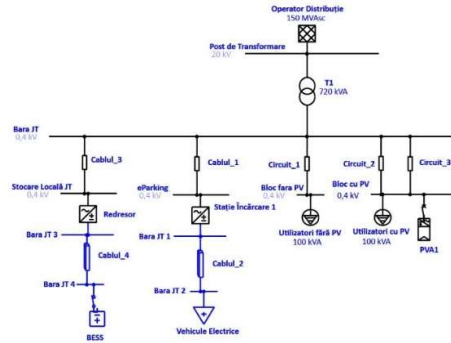 Operator Distribuție
150 MVAsc
Post de Transformare
20 kV
T1
720 kVA
Bara JT
0,4 kV
Cablul_3
Cablul_1
Circuit_1
Circuit_2
Circuit_3
Stocare Locală JT
0,4 kV
eParking
0,4 kV
Bloc fara PV
0,4 kV
Bloc cu PV
0,4 kV
Redresor
Stație Încărcare 1
Utilizatori fără PV
100 kVA
Utilizatori cu PV
100 kVA
PVA1
Bara JT 3
Bara JT 1
Cablul_4
Cablul_2
Bara JT 4
Bara JT 2
BESS
Vehicule Electrice